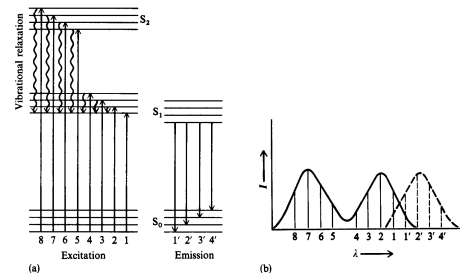 Vibrational relaxation
S2
S1
S0
8 7 6 5 4 3 2 1
1′ 2′ 3′ 4′
Excitation
Emission
(a)
I
8 7 6 5 4 3 2 1 1′ 2′ 3′ 4′
λ
(b)